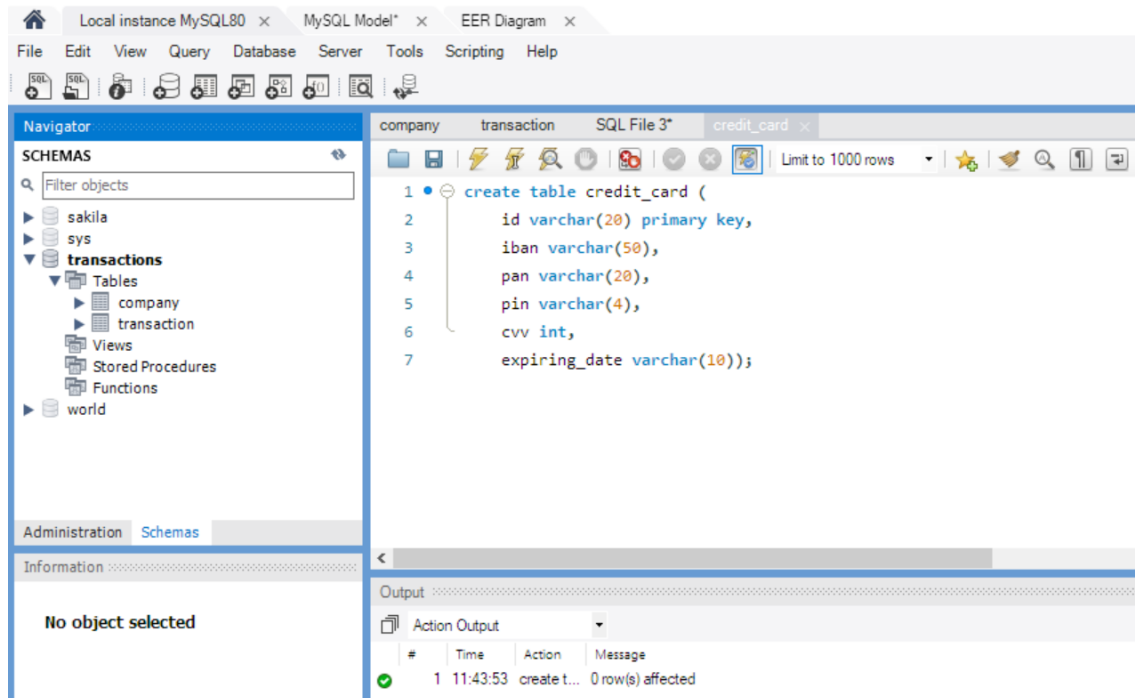 Local instance MySQL80 × MySQL Model* × EER Diagram ×
File Edit View Query Database Server Tools Scripting Help
Navigator
SCHEMAS
Filter objects
sakila
sys
transactions
Tables
company
transaction
Views
Stored Procedures
Functions
world
Administration Schemas
Information
No object selected
company transaction SQL File 3* credit_card ×
Limit to 1000 rows
1 create table credit_card (
2 id varchar(20) primary key,
3 iban varchar(50),
4 pan varchar(20),
5 pin varchar(4),
6 cvv int,
7 expiring_date varchar(10));
Output
Action Output
# Time Action Message
1 11:43:53 create t... 0 row(s) affected